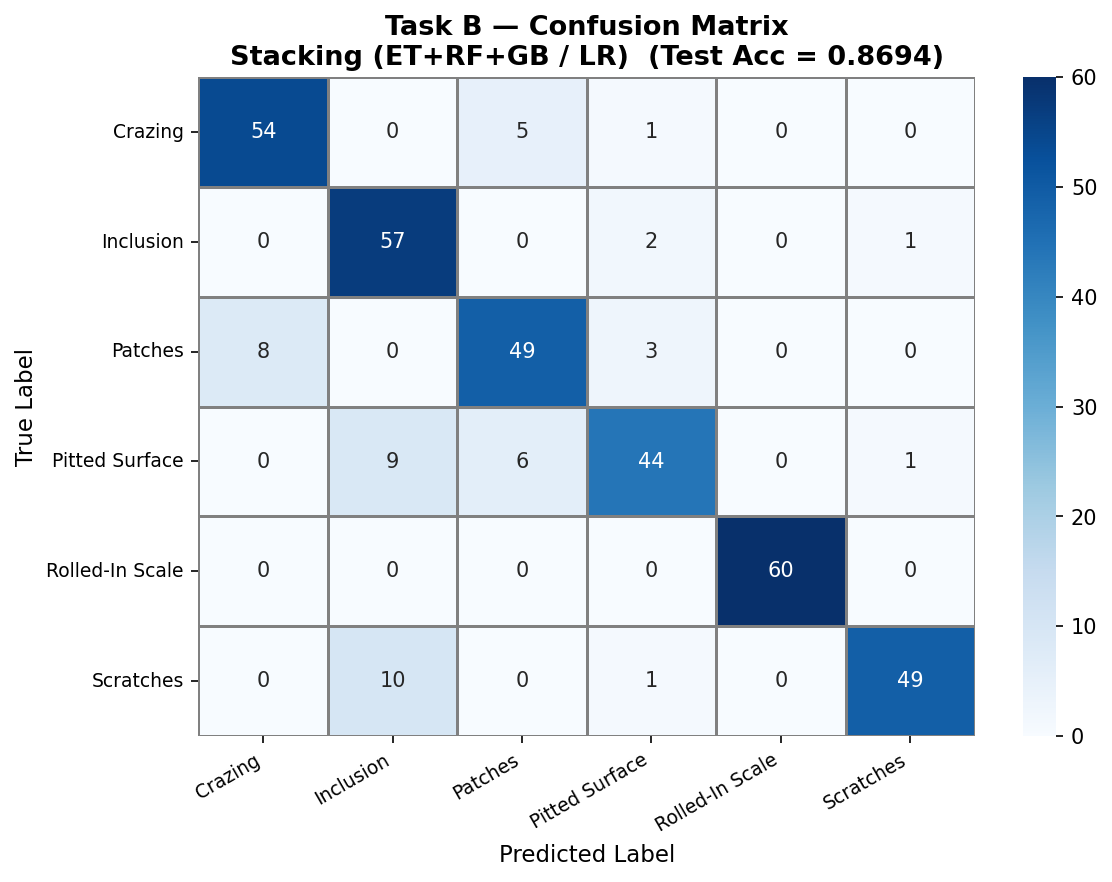 Task B — Confusion Matrix
Stacking (ET+RF+GB / LR)  (Test Acc = 0.8694)
True Label
Crazing 54 0 5 1 0 0
Inclusion 0 57 0 2 0 1
Patches 8 0 49 3 0 0
Pitted Surface 0 9 6 44 0 1
Rolled-In Scale 0 0 0 0 60 0
Scratches 0 10 0 1 0 49
Crazing Inclusion Patches Pitted Surface Rolled-In Scale Scratches
Predicted Label
60
50
40
30
20
10
0